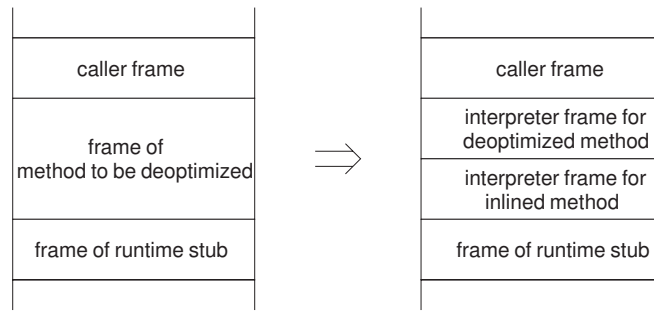 caller frame
frame of
method to be deoptimized
frame of runtime stub
caller frame
interpreter frame for
deoptimized method
interpreter frame for
inlined method
frame of runtime stub